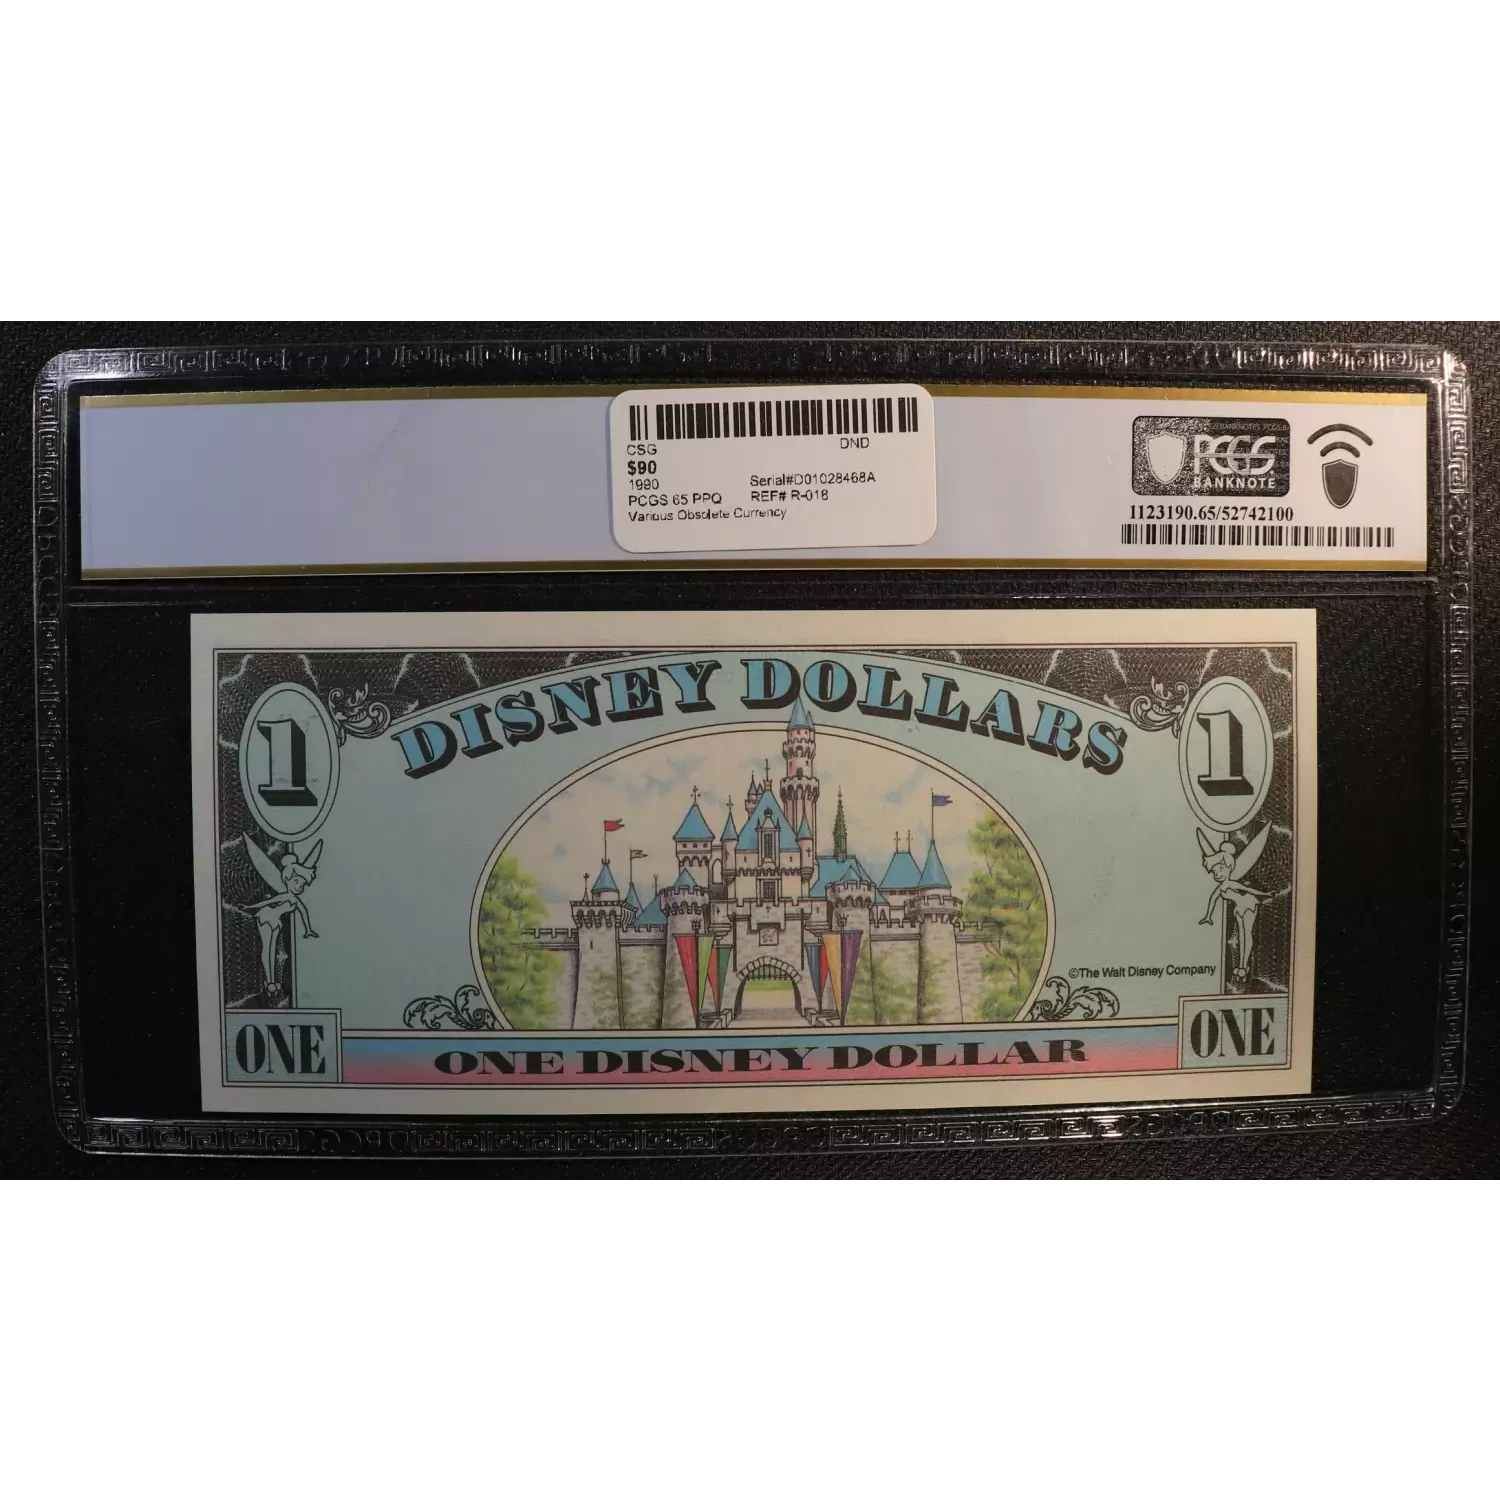 CSG DND
$90
1990 Serial#D01028468A
PCGS 65 PPQ REF# R-018
Various Obsolete Currency
PCGS
BANKNOTE
1123190.65/52742100
DISNEY DOLLARS
1 1
©The Walt Disney Company
ONE ONE DISNEY DOLLAR ONE